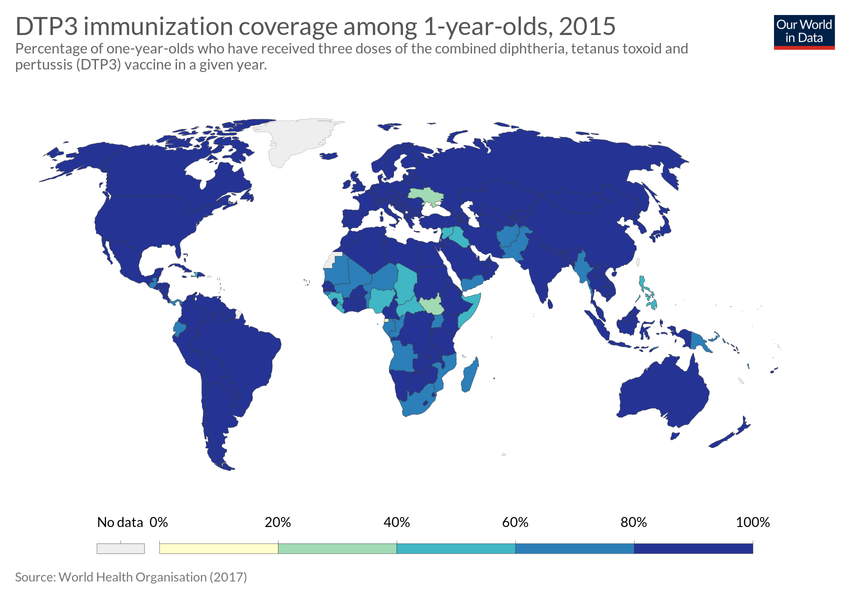 DTP3 immunization coverage among 1-year-olds, 2015
Our World
in Data
Percentage of one-year-olds who have received three doses of the combined diphtheria, tetanus toxoid and
pertussis (DTP3) vaccine in a given year.
No data 0% 20% 40% 60% 80% 100%
Source: World Health Organisation (2017)